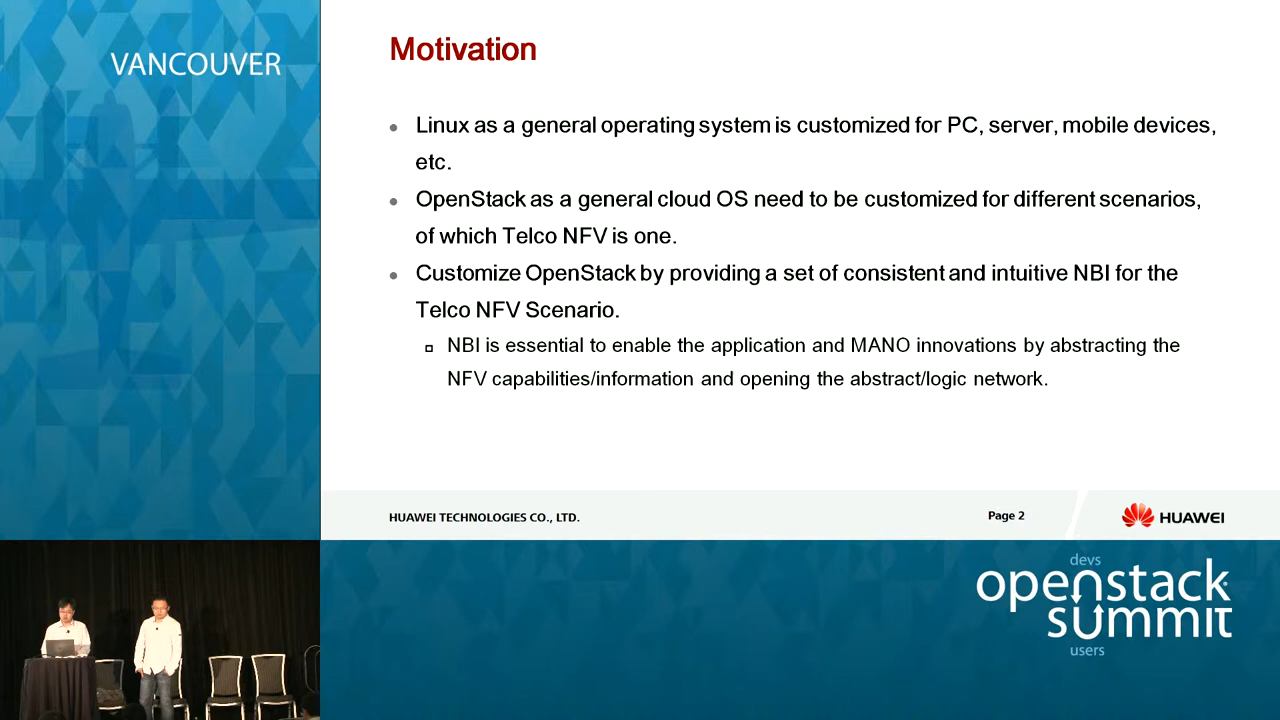 VANCOUVER
Motivation
Linux as a general operating system is customized for PC, server, mobile devices,
etc.
OpenStack as a general cloud OS need to be customized for different scenarios,
of which Telco NFV is one.
Customize OpenStack by providing a set of consistent and intuitive NBI for the
Telco NFV Scenario.
NBI is essential to enable the application and MANO innovations by abstracting the
NFV capabilities/information and opening the abstract/logic network.
HUAWEI TECHNOLOGIES CO., LTD.
Page 2
HUAWEI
devs
openstack
summit
users